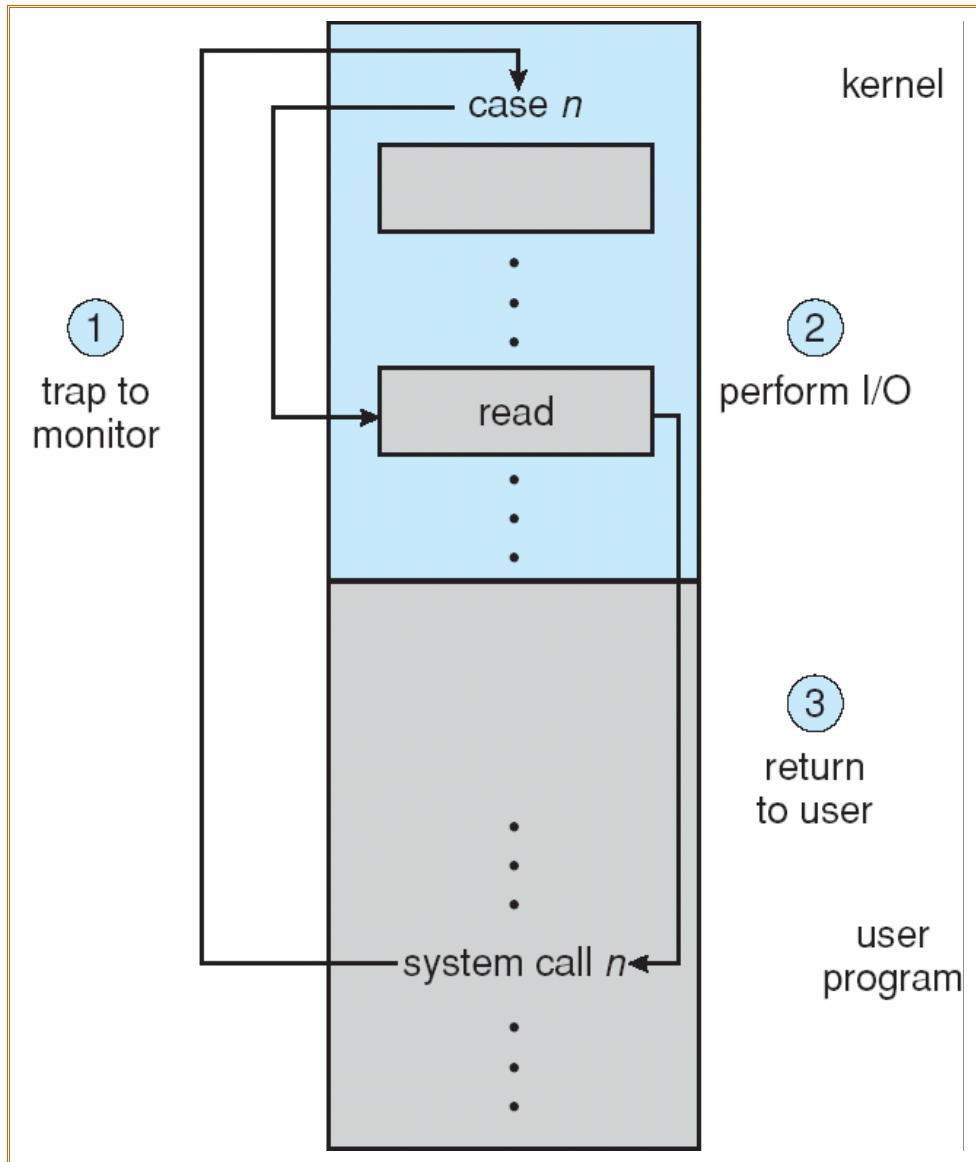 kernel
case n
1
trap to
monitor
2
perform I/O
read
3
return
to user
user
program
system call n